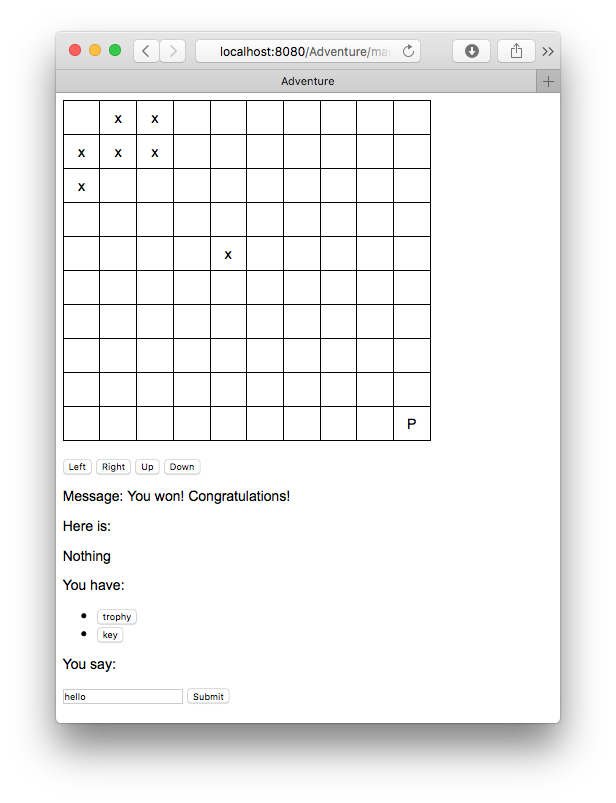 localhost:8080/Adventure/mai
Adventure
x x
x x x
x
x
P
Left Right Up Down
Message: You won! Congratulations!
Here is:
Nothing
You have:
trophy
key
You say:
hello Submit